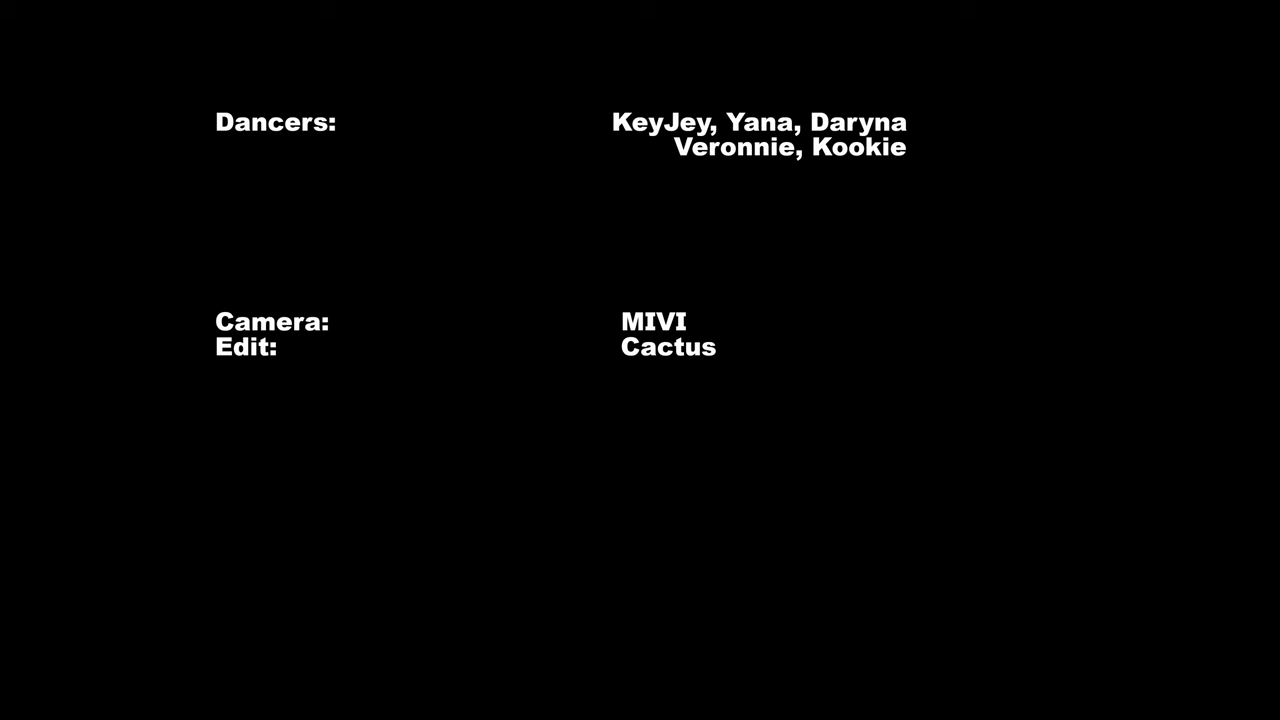 Dancers: KeyJey, Yana, Daryna
Veronnie, Kookie
Camera: MIVI
Edit: Cactus